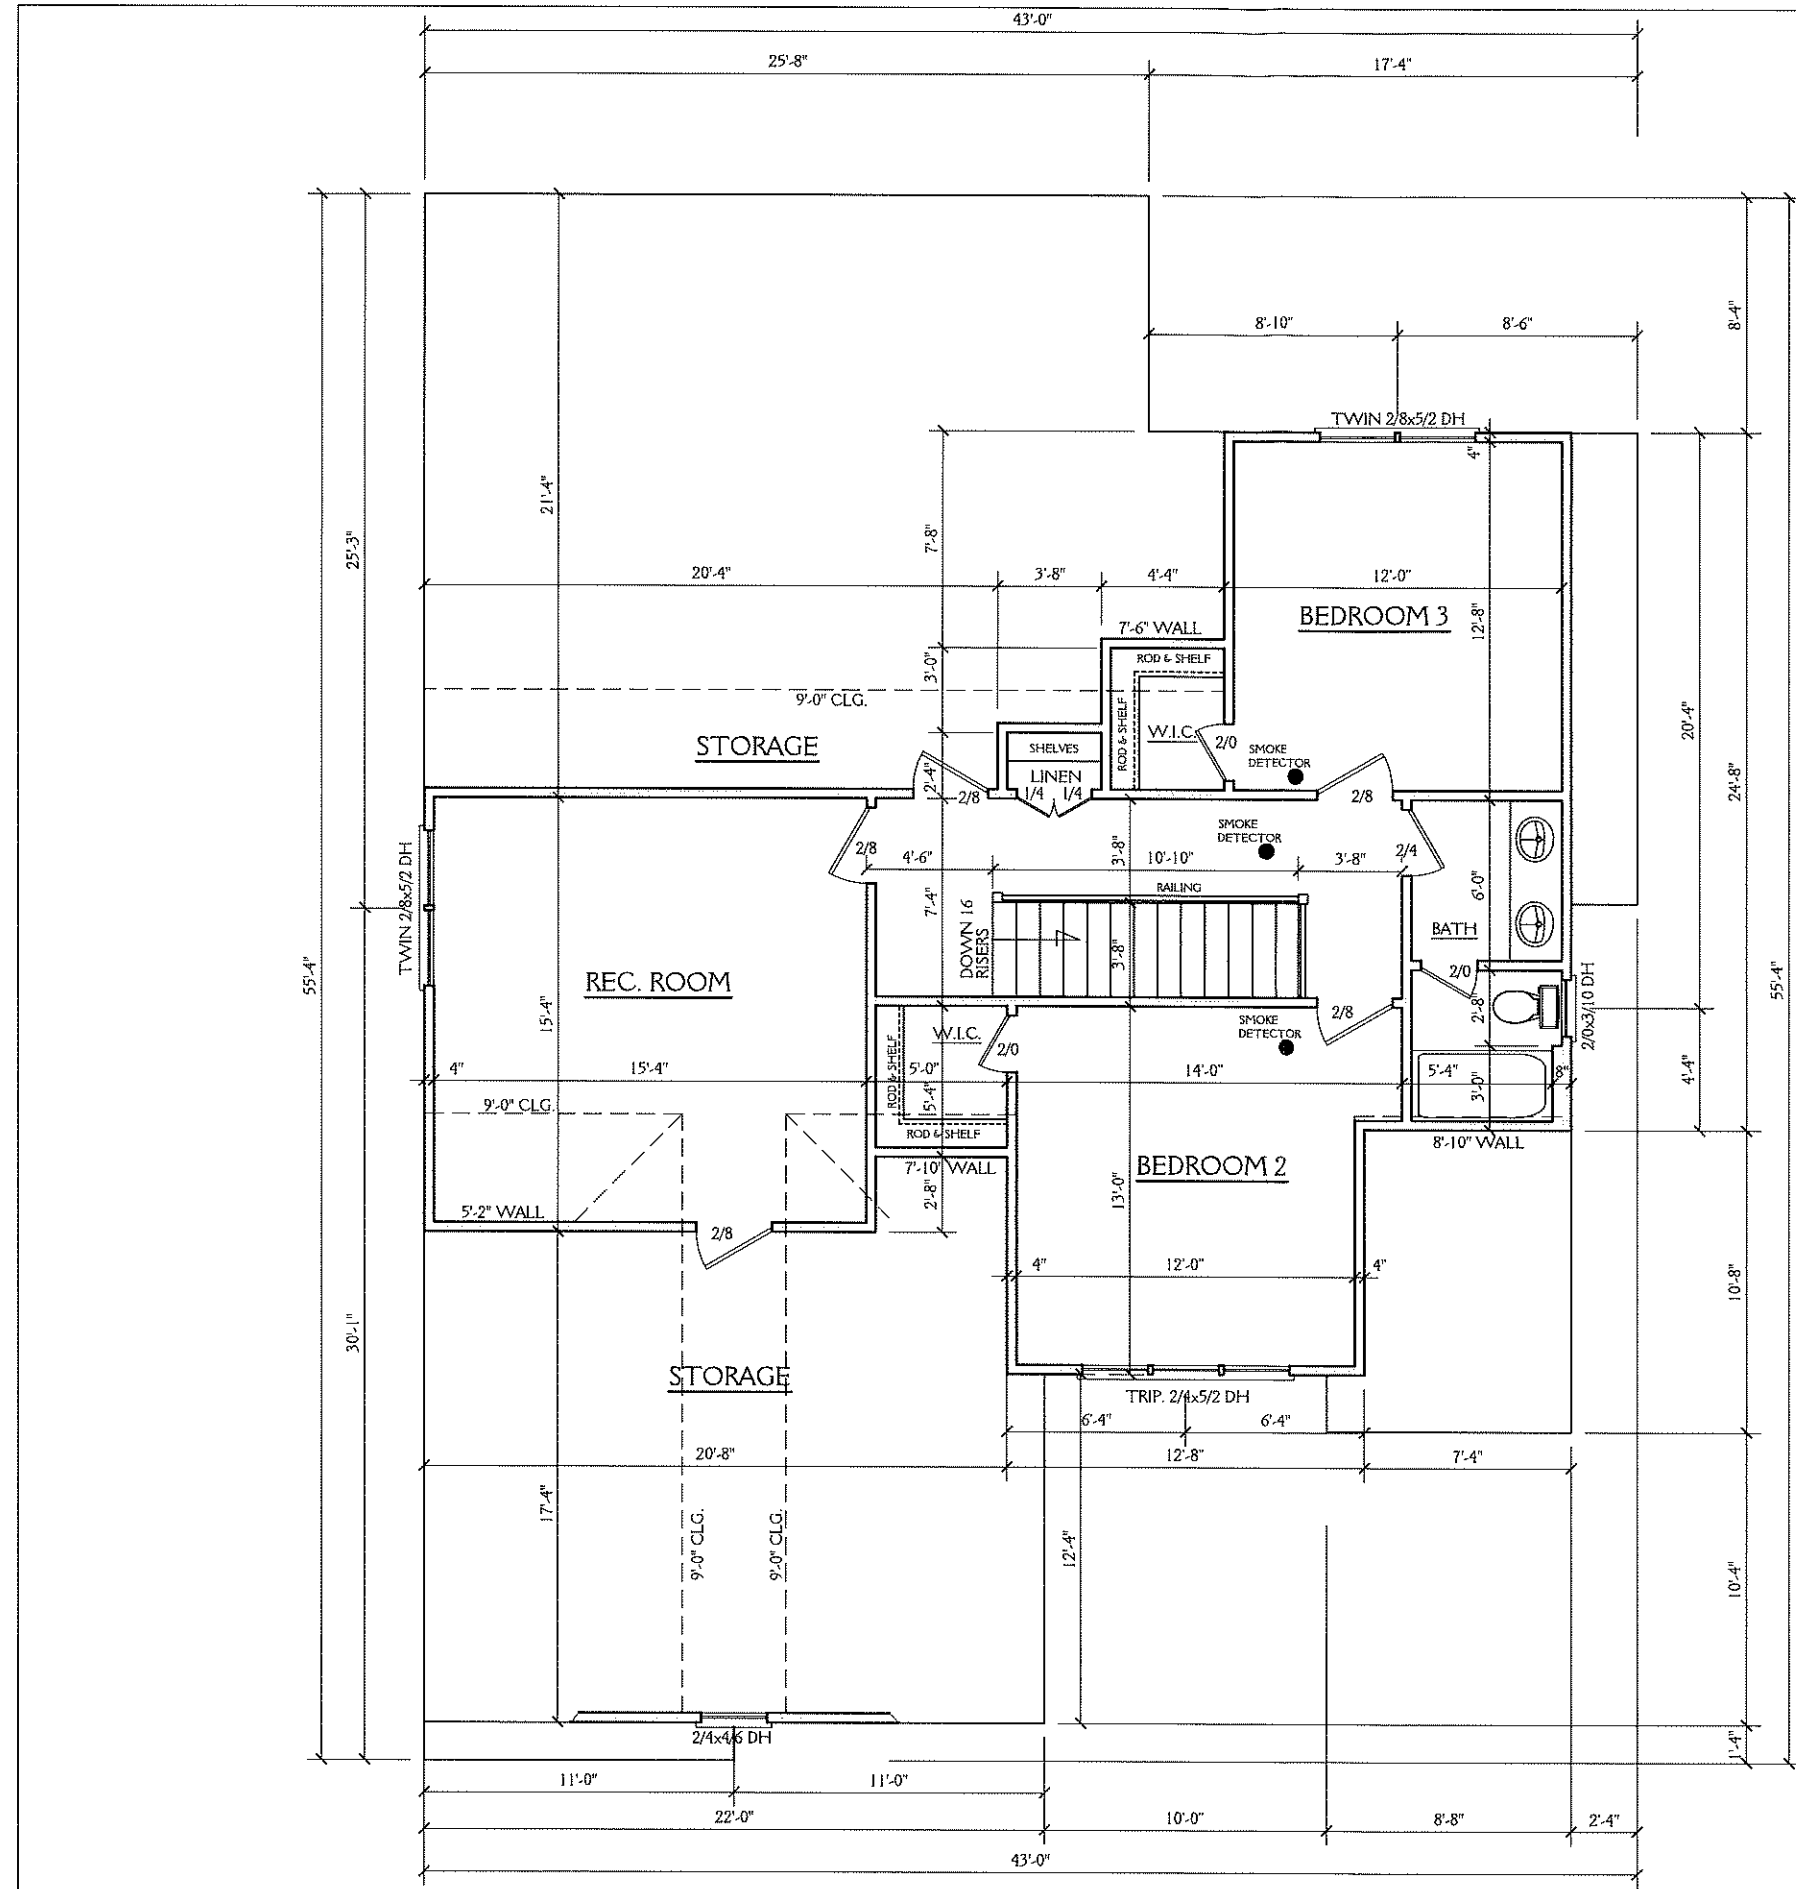 43'-0"
25'-8"
17'-4"
8'-4"
8'-10"
8'-6"
TWIN 2/8x5/2 DH
4"
21'-4"
25'-3"
7'-8"
20'-4"
3'-8"
4'-4"
12'-0"
BEDROOM 3
12'-8"
7'-6" WALL
ROD & SHELF
3'-0"
9'-0" CLG.
ROD & SHELF
W.I.C.
2/0
20'-4"
STORAGE
SHELVES
SMOKE
DETECTOR
LINEN
2'-4"
2/8
1/4
1/4
2/8
24'-8"
SMOKE
DETECTOR
2/8
4'-6"
3'-8"
10'-10"
3'-8"
2/4
TWIN 2/8x5/2 DH
RAILING
6'-0"
7'-4"
DOWN 16
RISERS
3'-8"
BATH
55'-4"
REC. ROOM
2/0
55'-4"
15'-4"
2'-8"
2/0x3/10 DH
2/8
SMOKE
DETECTOR
W.I.C.
2/0
ROD & SHELF
4"
15'-4"
5'-0"
14'-0"
5'-4"
8"
4'-4"
5'-4"
3'-0"
9'-0" CLG.
ROD & SHELF
8'-10" WALL
7'-10" WALL
BEDROOM 2
2'-8"
13'-0"
5'-2" WALL
2/8
4"
12'-0"
4"
10'-8"
30'-1"
STORAGE
TRIP. 2/4x5/2 DH
6'-4"
6'-4"
20'-8"
12'-8"
7'-4"
17'-4"
9'-0" CLG.
9'-0" CLG.
12'-4"
10'-4"
2/4x4/6 DH
1'-4"
11'-0"
11'-0"
22'-0"
10'-0"
8'-8"
2'-4"
43'-0"